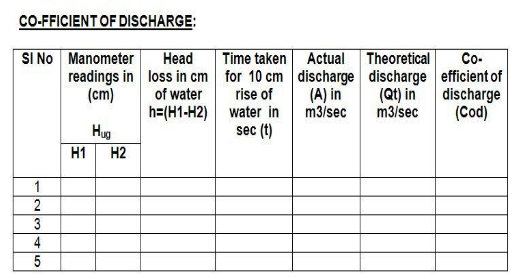 CO-FFICIENT OF DISCHARGE:
Sl No Manometer Head Time taken Actual Theoretical Co-
readings in loss in cm for 10 cm discharge discharge efficient of
(cm) of water rise of (A) in (Qt) in discharge
h=(H1-H2) water in m3/sec m3/sec (Cod)
Hug sec (t)
H1 H2
1
2
3
4
5